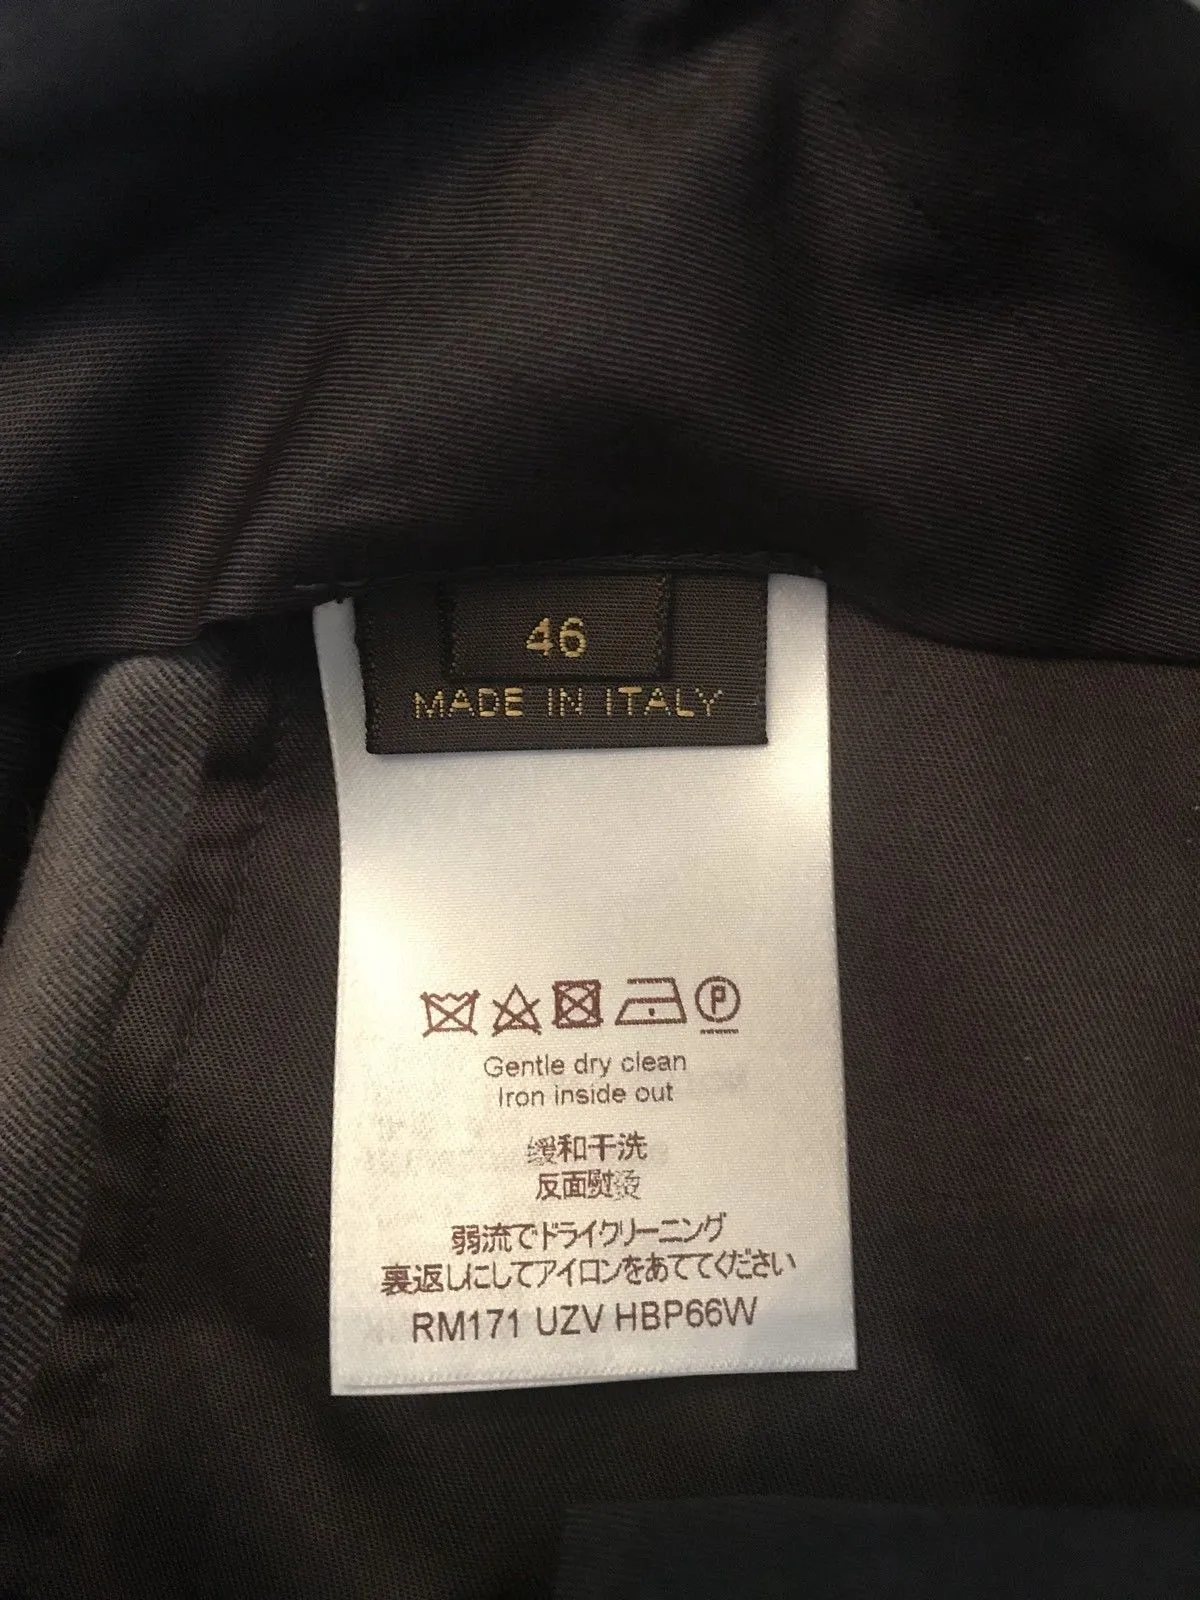 46
MADE IN ITALY
P
Gentle dry clean
Iron inside out
缓和干洗
反面熨烫
弱流でドライクリーニング
裏返しにしてアイロンをあててください
RM171 UZV HBP66W